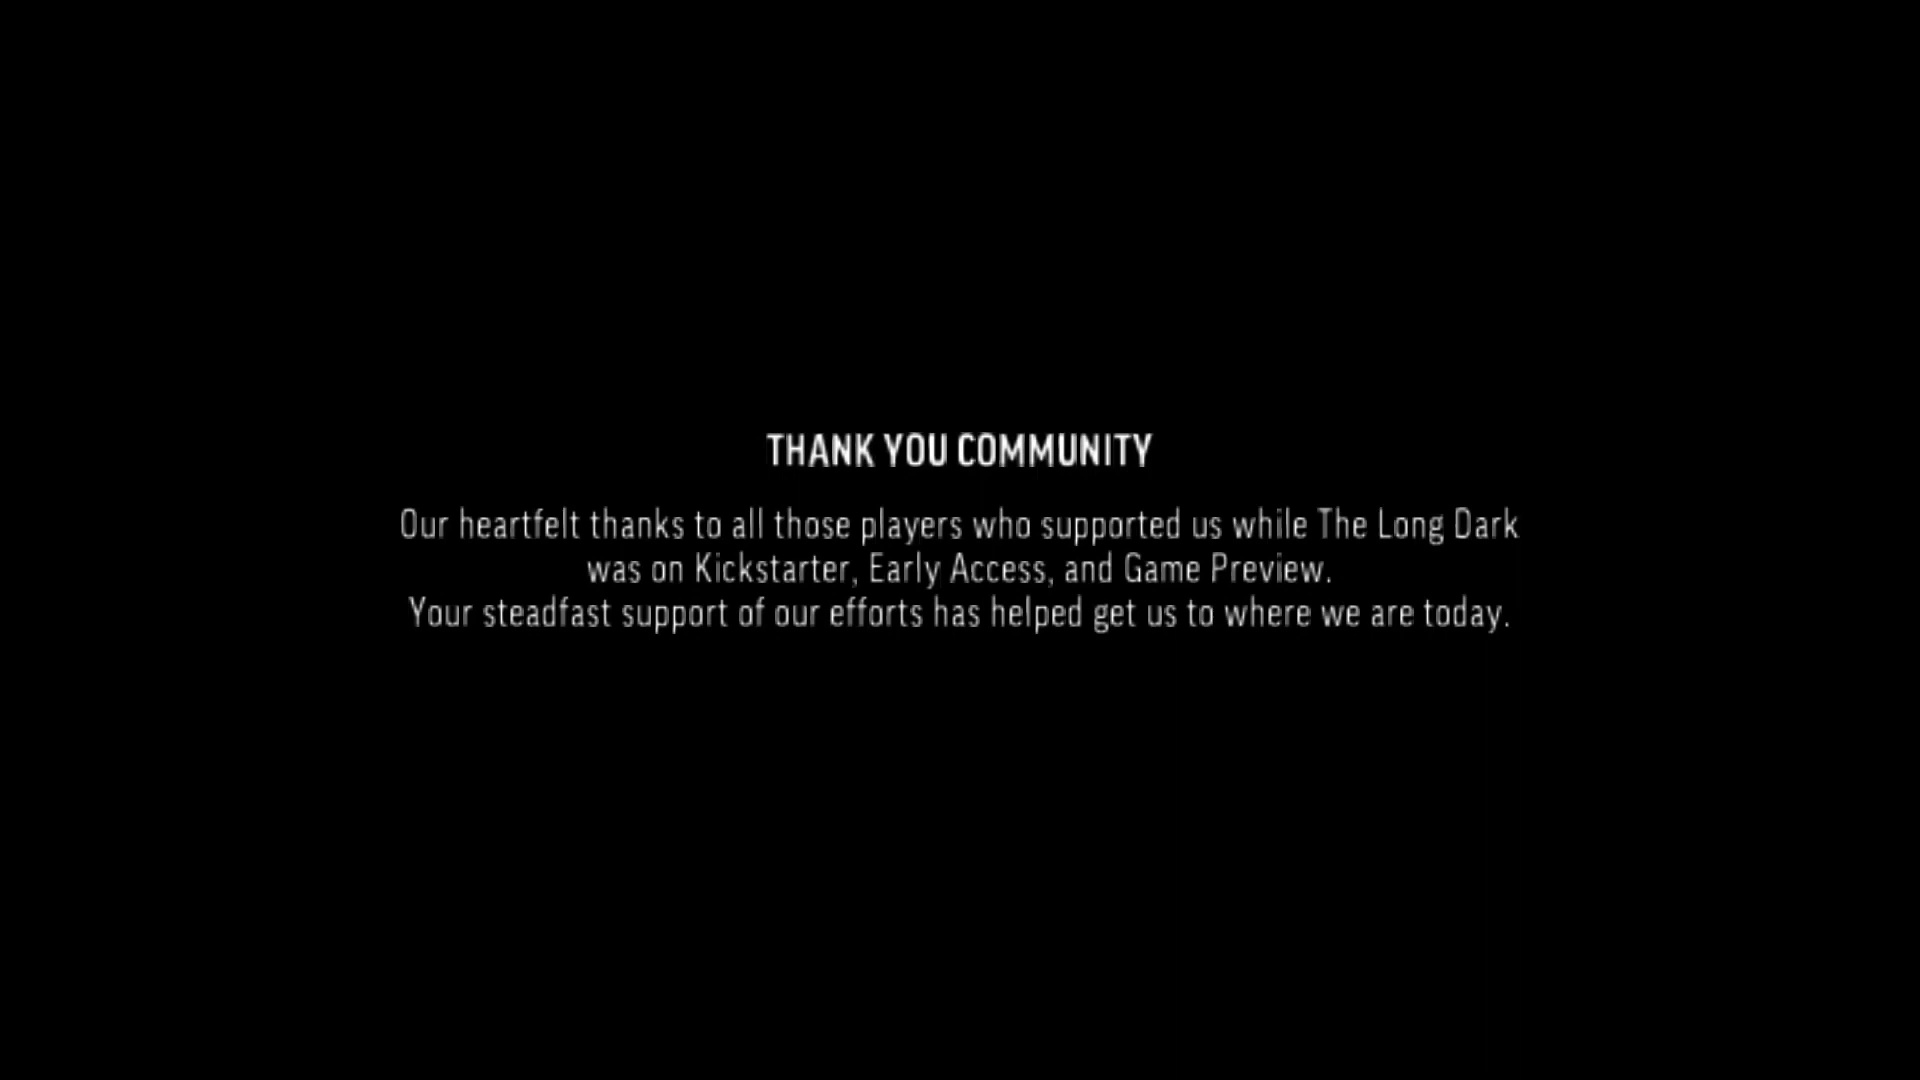 THANK YOU COMMUNITY
Our heartfelt thanks to all those players who supported us while The Long Dark
was on Kickstarter, Early Access, and Game Preview.
Your steadfast support of our efforts has helped get us to where we are today.